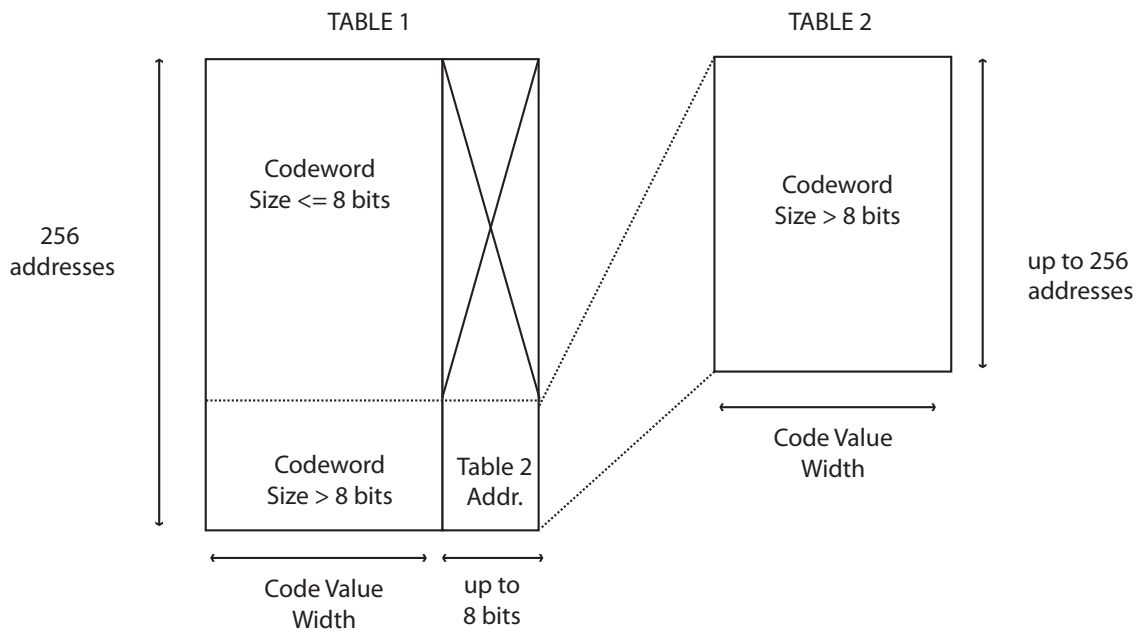 TABLE 1
TABLE 2
Codeword
Size <= 8 bits
Codeword
Size > 8 bits
256
addresses
up to 256
addresses
Codeword
Size > 8 bits
Table 2
Addr.
Code Value
Width
Code Value
Width
up to
8 bits